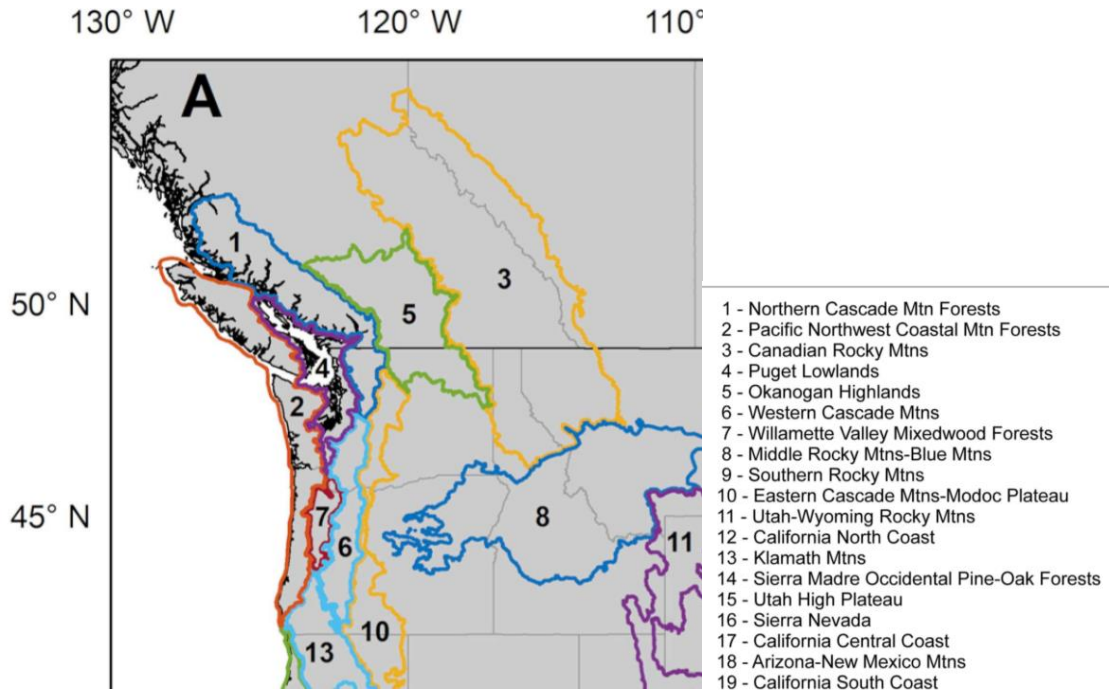 130° W 120° W 110°
A
1
3
50° N
5
4
2
45° N
7
6
8
11
10
13
1 - Northern Cascade Mtn Forests
2 - Pacific Northwest Coastal Mtn Forests
3 - Canadian Rocky Mtns
4 - Puget Lowlands
5 - Okanogan Highlands
6 - Western Cascade Mtns
7 - Willamette Valley Mixedwood Forests
8 - Middle Rocky Mtns-Blue Mtns
9 - Southern Rocky Mtns
10 - Eastern Cascade Mtns-Modoc Plateau
11 - Utah-Wyoming Rocky Mtns
12 - California North Coast
13 - Klamath Mtns
14 - Sierra Madre Occidental Pine-Oak Forests
15 - Utah High Plateau
16 - Sierra Nevada
17 - California Central Coast
18 - Arizona-New Mexico Mtns
19 - California South Coast